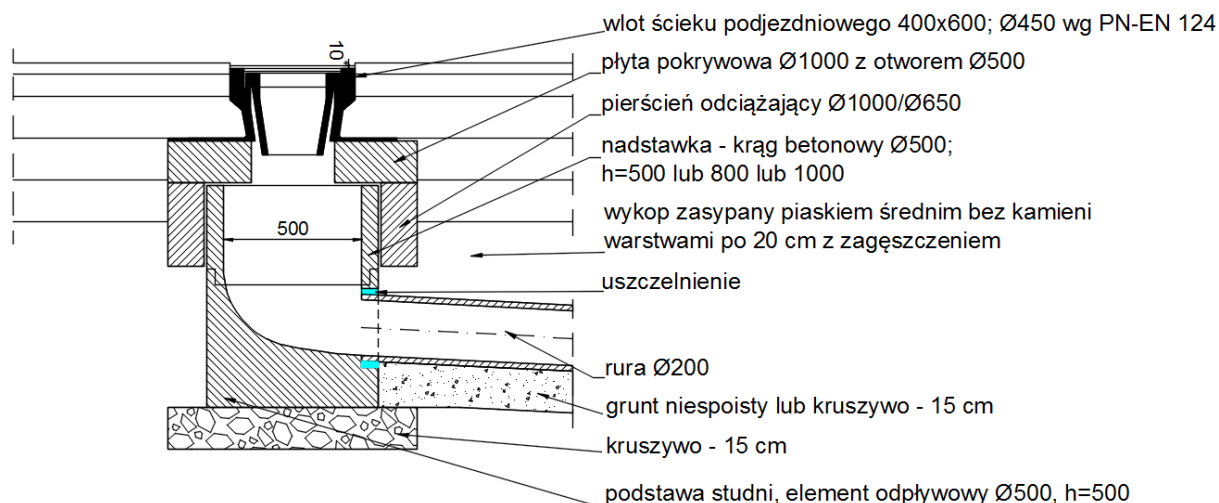 wlot ścieku podjezdniowego 400x600; Ø450 wg PN-EN 124
10
płyta pokrywowa Ø1000 z otworem Ø500
pierścień odciążający Ø1000/Ø650
nadstawka - krąg betonowy Ø500;
h=500 lub 800 lub 1000
500
wykop zasypany piaskiem średnim bez kamieni
warstwami po 20 cm z zagęszczeniem
uszczelnienie
rura Ø200
grunt niespoisty lub kruszywo - 15 cm
kruszywo - 15 cm
podstawa studni, element odpływowy Ø500, h=500